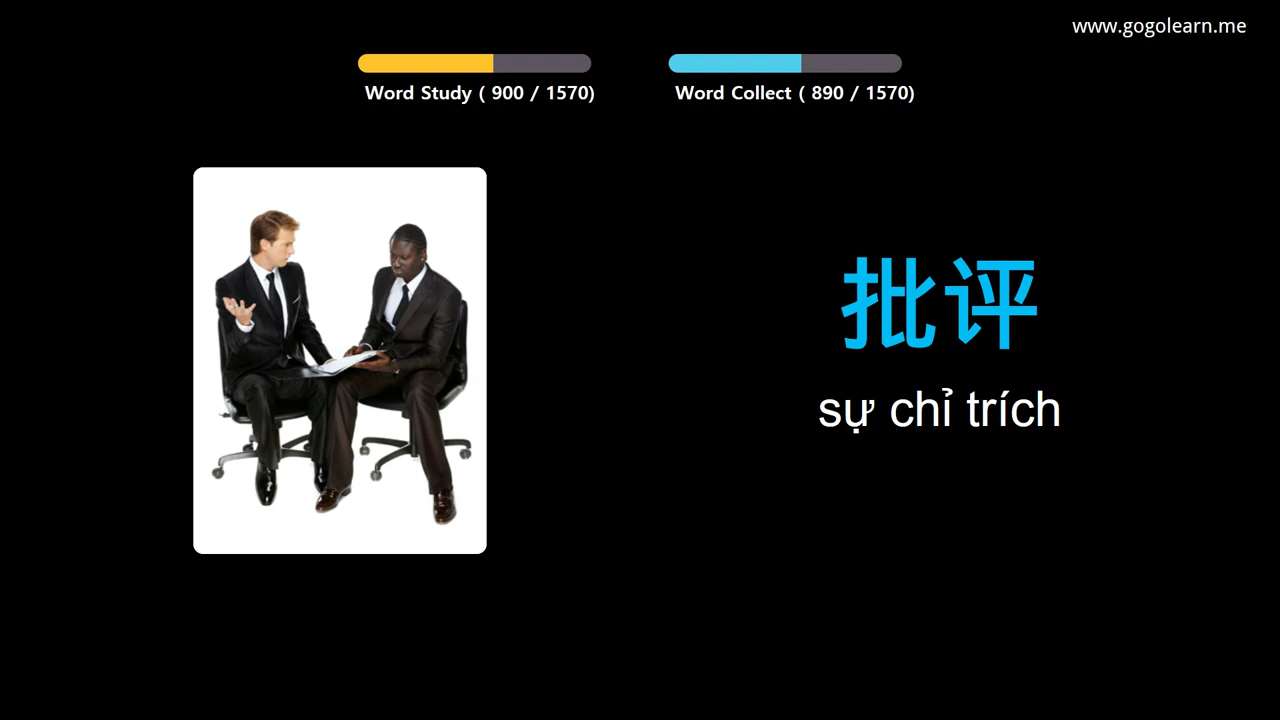 www.gogolearn.me
Word Study ( 900 / 1570)
Word Collect ( 890 / 1570)
批评
sự chỉ trích